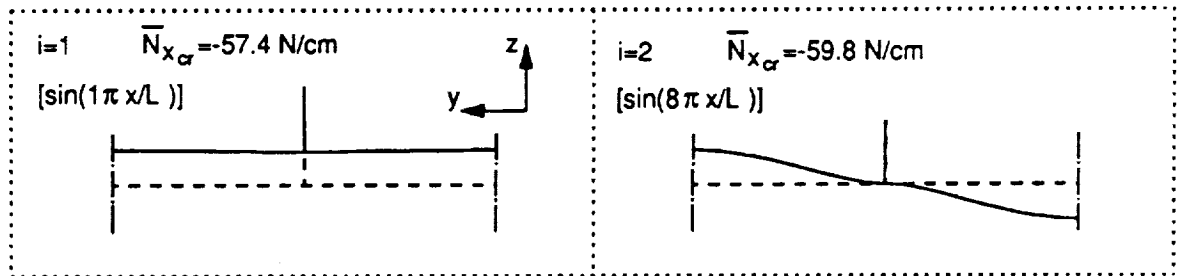 i=1 N̅xcr=-57.4 N/cm
[sin(1π x/L )]
z
y
i=2 N̅xcr=-59.8 N/cm
[sin(8π x/L )]